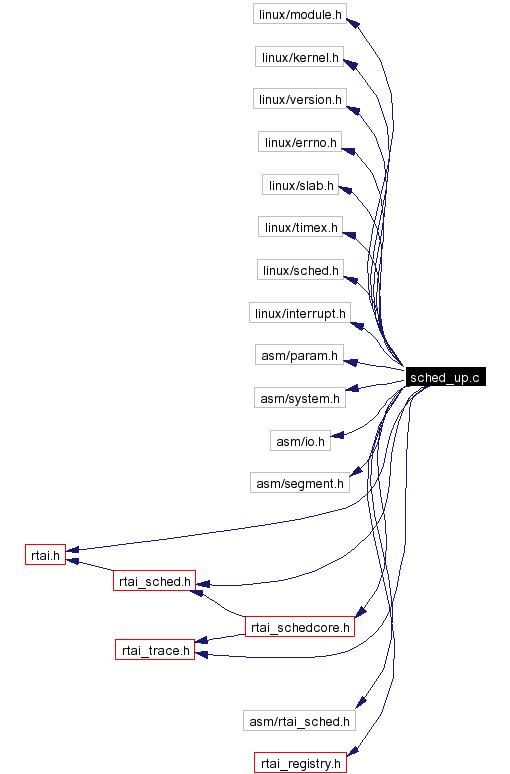 linux/module.h
linux/kernel.h
linux/version.h
linux/errno.h
linux/slab.h
linux/timex.h
linux/sched.h
linux/interrupt.h
asm/param.h
sched_up.c
asm/system.h
asm/io.h
asm/segment.h
rtai.h
rtai_sched.h
rtai_schedcore.h
rtai_trace.h
asm/rtai_sched.h
rtai_registry.h